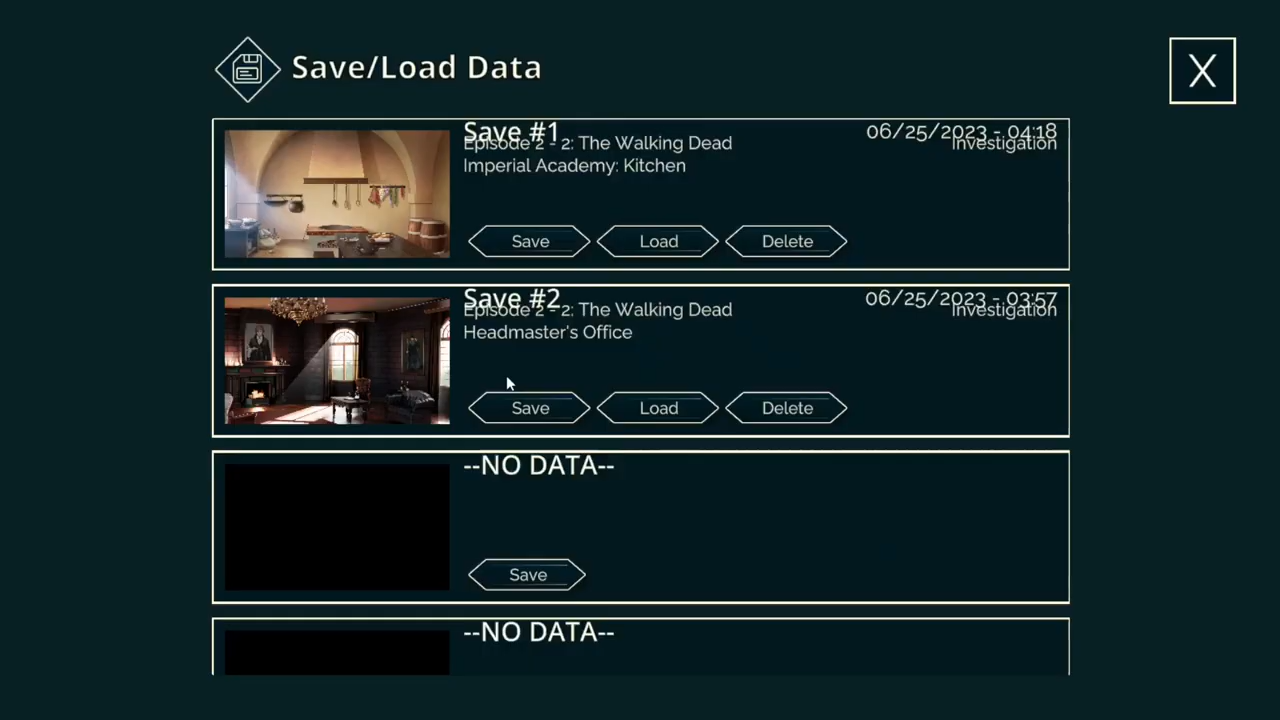 Save/Load Data
X
Save #1
06/25/2023 - 04:18
Episode 2 - 2: The Walking Dead
Investigation
Imperial Academy: Kitchen
Save Load Delete
Save #2
06/25/2023 - 03:57
Episode 2 - 2: The Walking Dead
Investigation
Headmaster's Office
Save Load Delete
--NO DATA--
Save
--NO DATA--